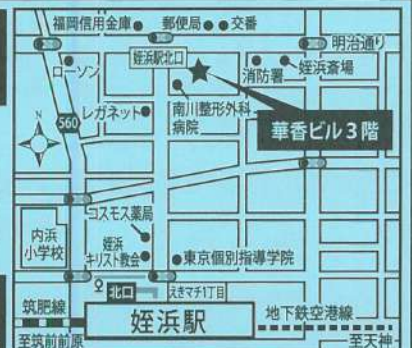 福岡信用金庫
郵便局
交番
明治通り
ローソン
姪浜駅北口
消防署
姪浜斎場
レガネット
南川整形外科
病院
華香ビル3階
560
N
コスモス薬局
内浜
小学校
姪浜
キリスト教会
東京個別指導学院
北口
えきマチ1丁目
筑肥線
姪浜駅
地下鉄空港線
至筑前前原
至天神